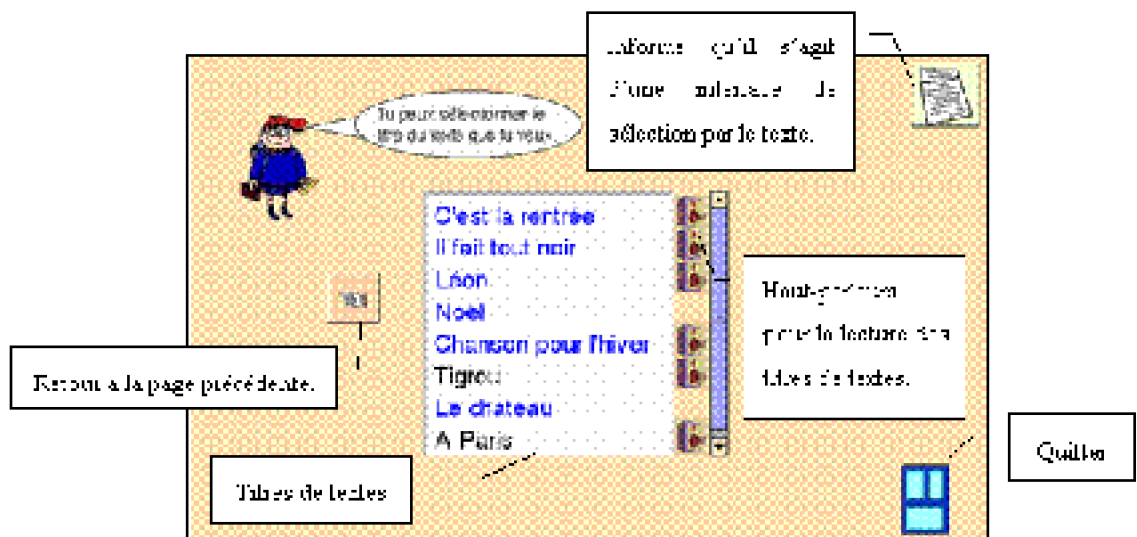 Informe qu'il s'agit
d'une interface de
sélection par le texte.
Tu peux sélectionner le
titre du texte que tu veux.
C'est la rentrée
Il fait tout noir
Léon
Noël
Chanson pour l'hiver
Tigrou
Le chateau
A Paris
pour la lecture des
titres de textes.
Retour à la page précédente.
Titres de textes
Quitter